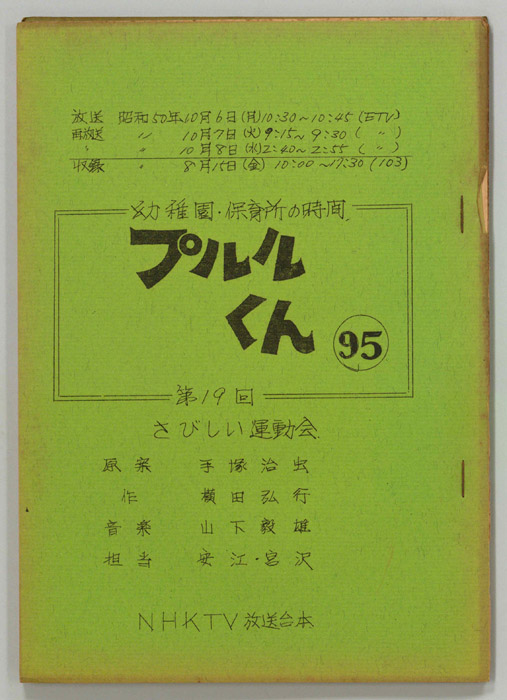 放送 昭和50年10月6日(月)10:30～10:45(ETV)
再放送 〃 10月7日(火)9:15～9:30(〃)
〃 〃 10月8日(水)2:40～2:55(〃)
収録 〃 8月15日(金)10:00～17:30(103)
幼稚園・保育所の時間
プルル
くん
95
第19回
さびしい運動会
原案 手塚治虫
作 横田弘行
音楽 山下毅雄
担当 安江・宮沢
NHKTV放送台本